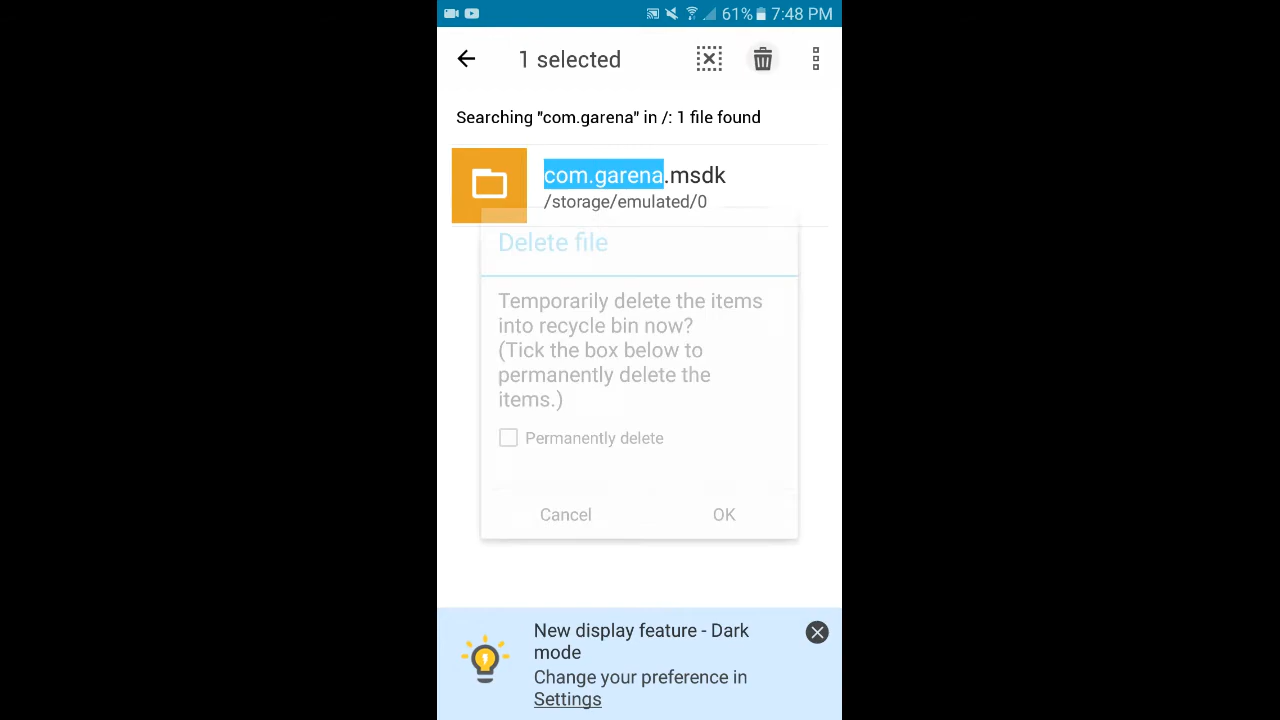 61% 7:48 PM
1 selected
Searching "com.garena" in /: 1 file found
com.garena.msdk
/storage/emulated/0
Delete file
Temporarily delete the items
into recycle bin now?
(Tick the box below to
permanently delete the
items.)
Permanently delete
Cancel OK
New display feature - Dark
mode
Change your preference in
Settings